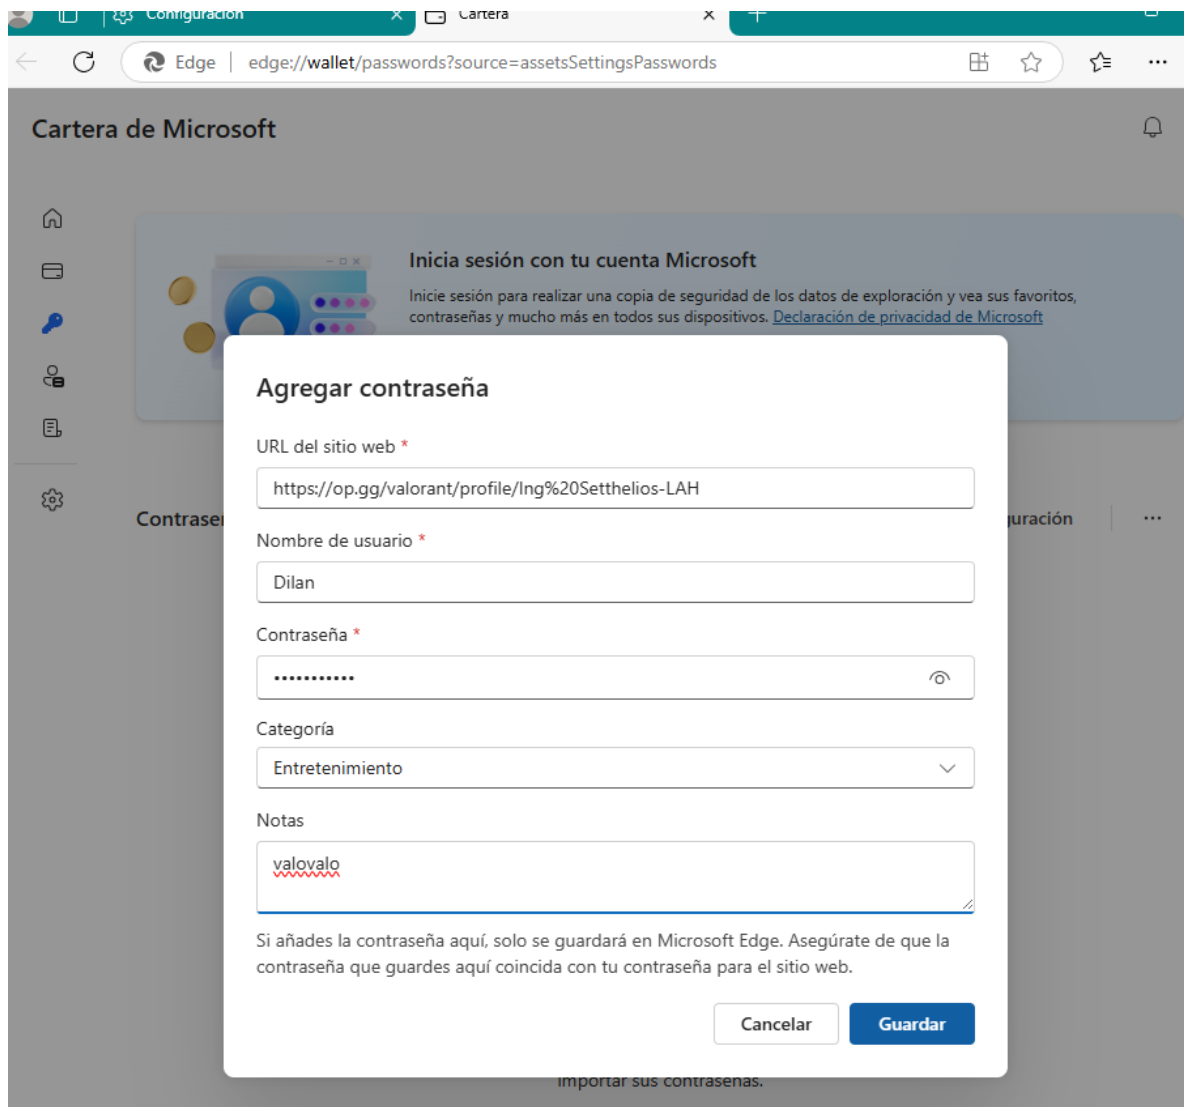 Configuración
Cartera
Edge
edge://wallet/passwords?source=assetsSettingsPasswords
Cartera de Microsoft
Inicia sesión con tu cuenta Microsoft
Inicie sesión para realizar una copia de seguridad de los datos de exploración y vea sus favoritos,
contraseñas y mucho más en todos sus dispositivos. Declaración de privacidad de Microsoft
Agregar contraseña
URL del sitio web *
https://op.gg/valorant/profile/Ing%20Setthelios-LAH
Contraseñ
guración
Nombre de usuario *
Dilan
Contraseña *
•••••••••••
Categoría
Entretenimiento
Notas
valovalo
Si añades la contraseña aquí, solo se guardará en Microsoft Edge. Asegúrate de que la
contraseña que guardes aquí coincida con tu contraseña para el sitio web.
Cancelar
Guardar
importar sus contraseñas.